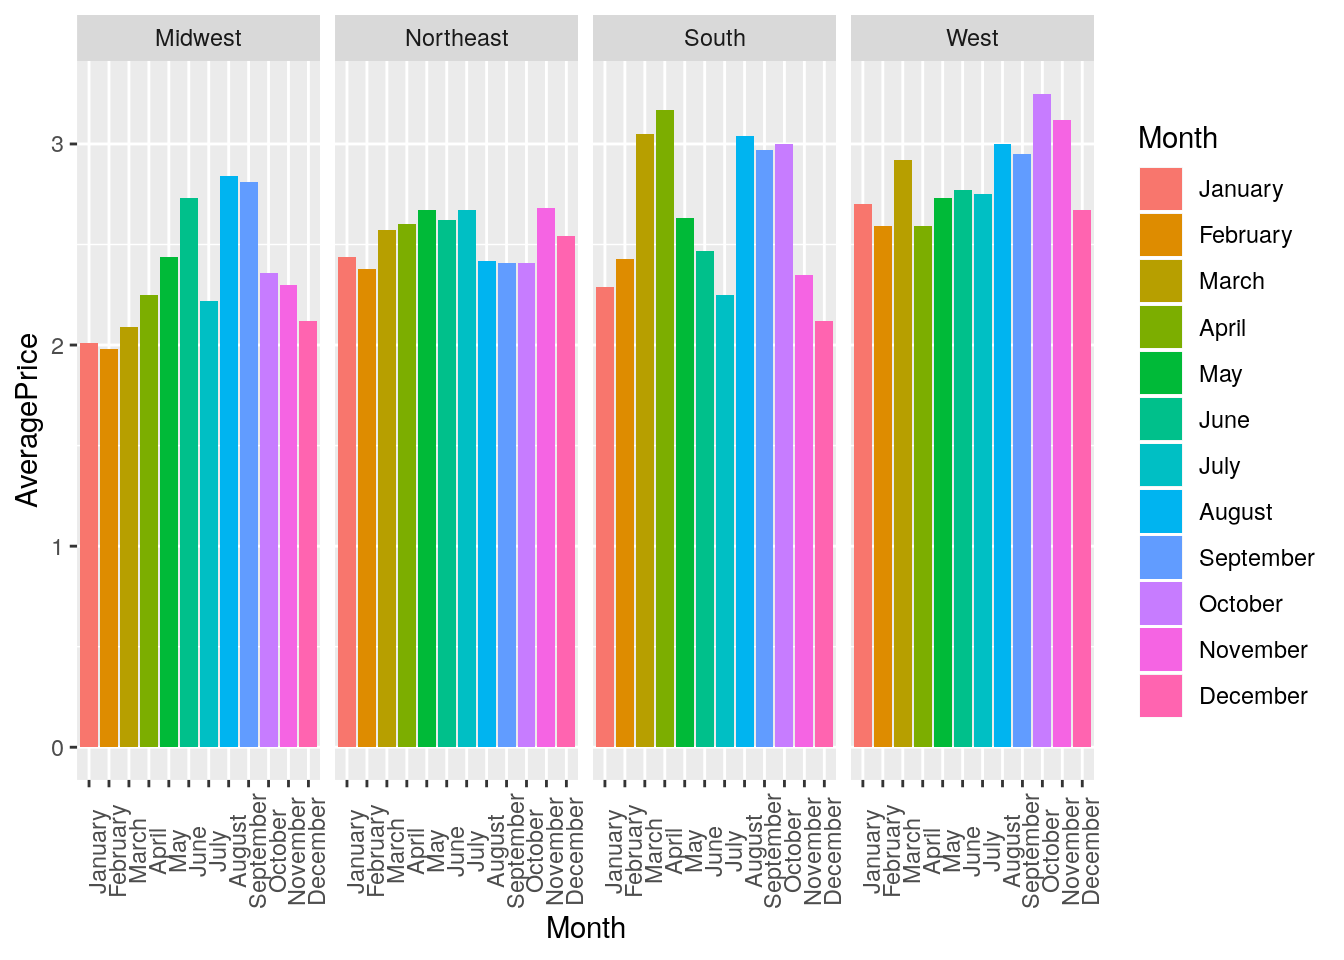 Midwest
Northeast
South
West
AveragePrice
3
2
1
0
January
February
March
April
May
June
July
August
September
October
November
December
January
February
March
April
May
June
July
August
September
October
November
December
January
February
March
April
May
June
July
August
September
October
November
December
January
February
March
April
May
June
July
August
September
October
November
December
Month
Month
January
February
March
April
May
June
July
August
September
October
November
December